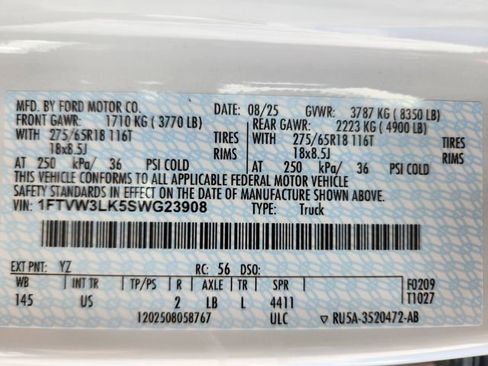 MFD. BY FORD MOTOR CO. DATE: 08/25 GVWR: 3787 KG ( 8350 LB)
FRONT GAWR: 1710 KG ( 3770 LB) REAR GAWR: 2223 KG ( 4900 LB)
WITH 275/65R18 116T TIRES WITH 275/65R18 116T TIRES
18x8.5J RIMS 18x8.5J RIMS
AT 250 kPa/ 36 PSI COLD AT 250 kPa/ 36 PSI COLD
THIS VEHICLE CONFORMS TO ALL APPLICABLE FEDERAL MOTOR VEHICLE
SAFETY STANDARDS IN EFFECT ON THE DATE OF MANUFACTURE SHOWN ABOVE.
VIN: 1FTVW3LK5SWG23908 TYPE: Truck
EXT PNT: YZ RC: 56 DSO:
WB INT TR TP/PS R AXLE TR SPR F0209
145 US 2 LB L 4411 T1027
1202508058767 ULC ▽ RU5A-3520472-AB